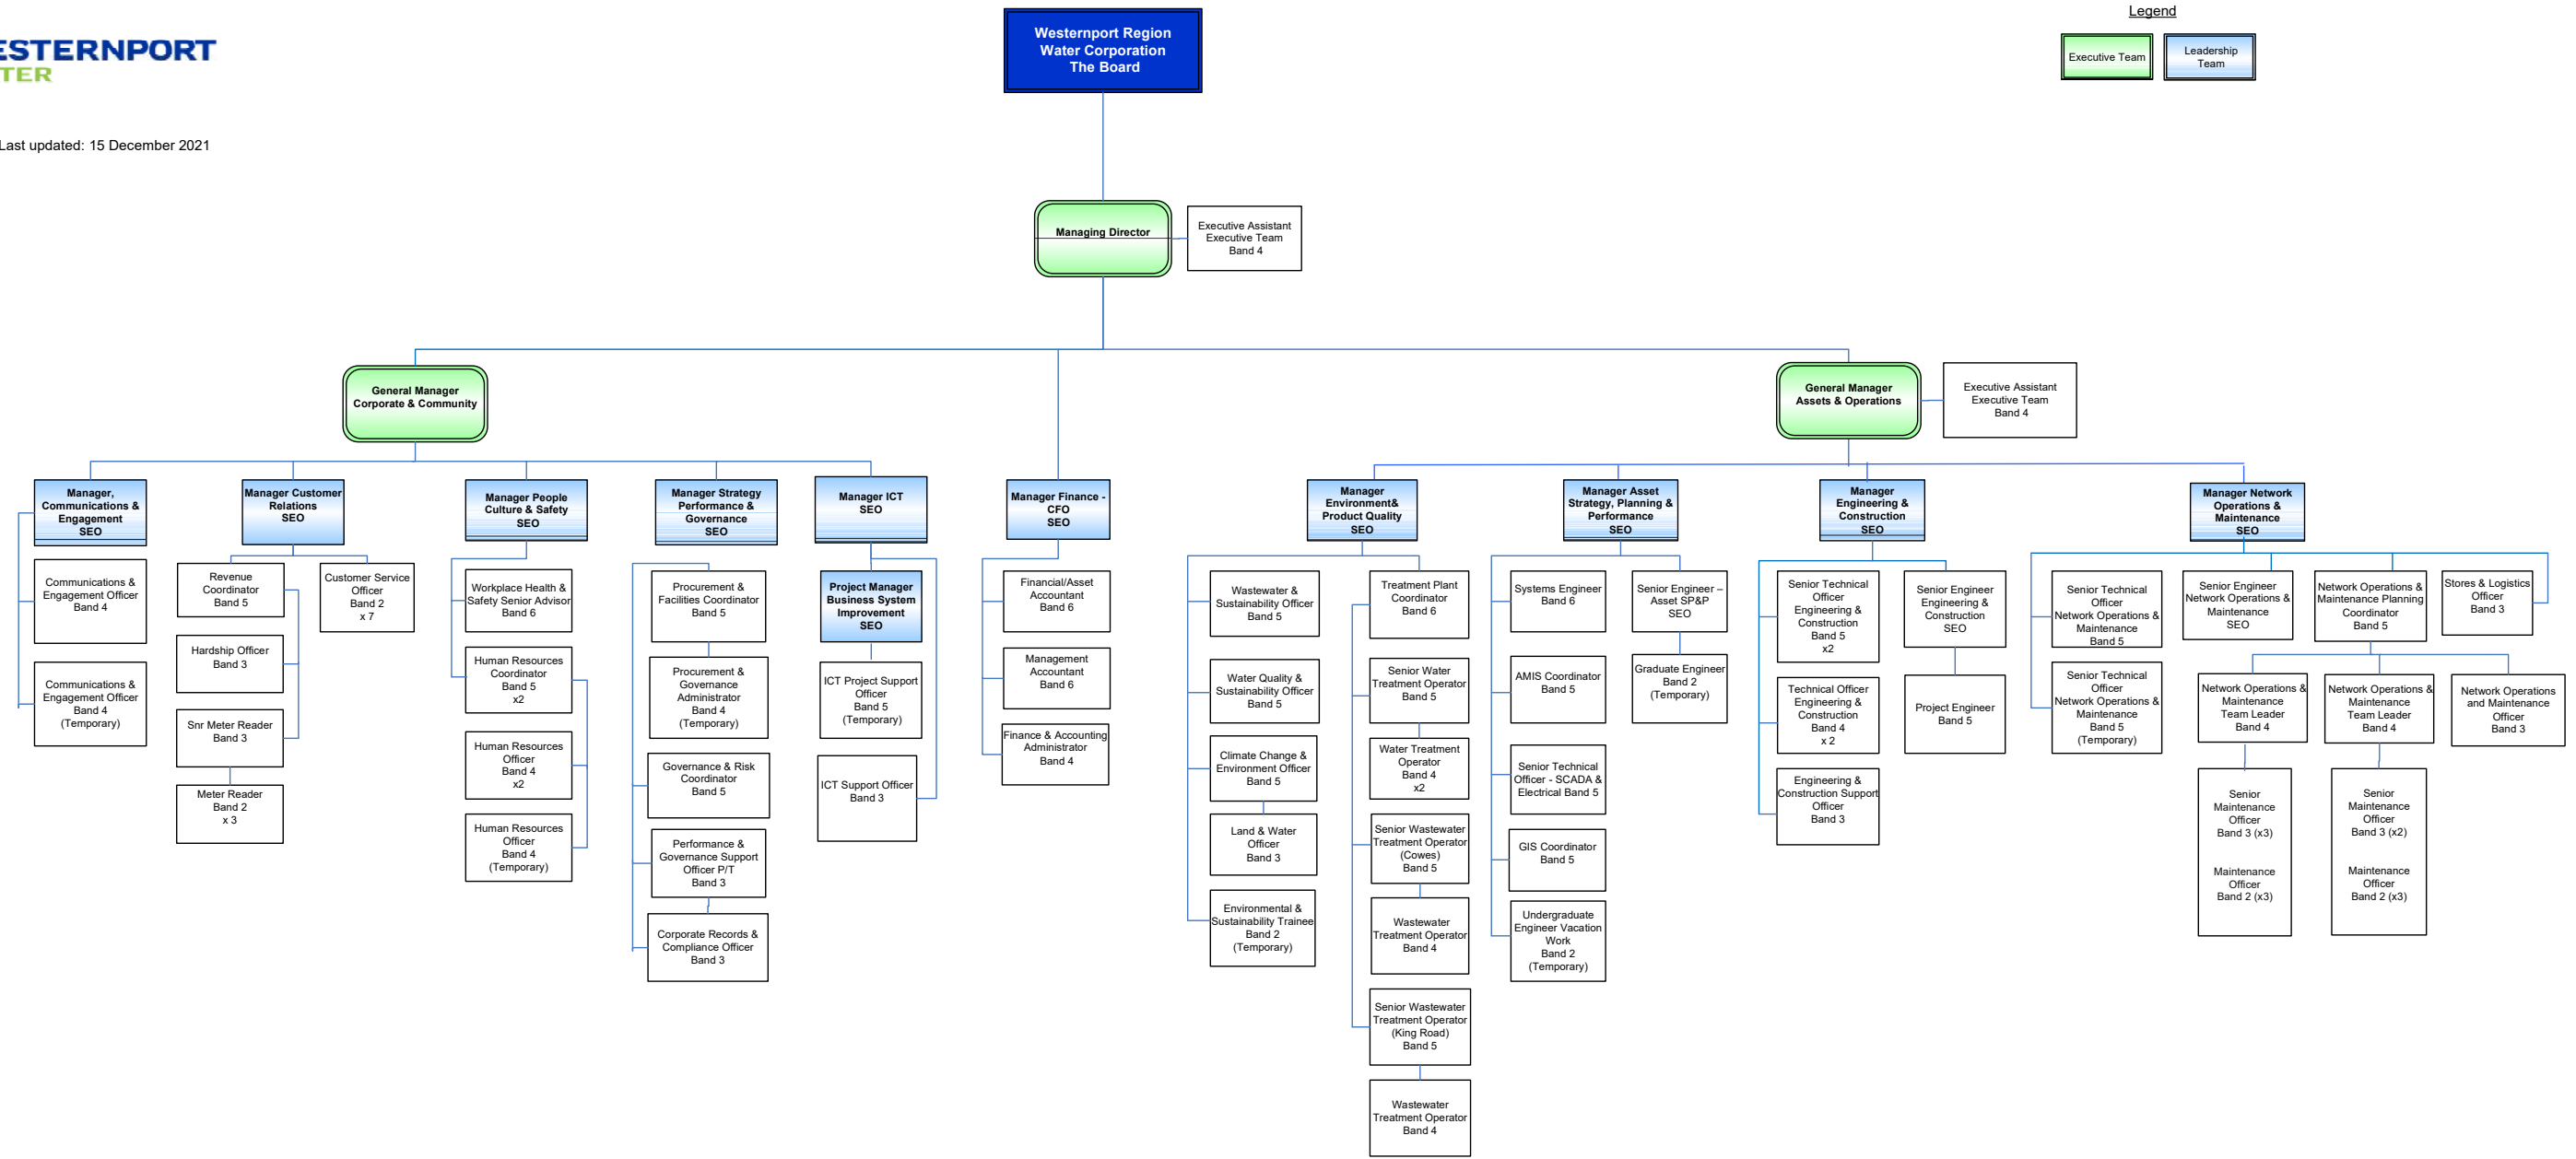 Legend
Executive Team
Leadership
Team
ESTERNPORT
TER
Last updated: 15 December 2021
Westernport Region
Water Corporation
The Board
Managing Director
Executive Assistant
Executive Team
Band 4
General Manager
Corporate & Community
General Manager
Assets & Operations
Executive Assistant
Executive Team
Band 4
Manager,
Communications &
Engagement
SEO
Communications &
Engagement Officer
Band 4
Communications &
Engagement Officer
Band 4
(Temporary)
Manager Customer
Relations
SEO
Revenue
Coordinator
Band 5
Hardship Officer
Band 3
Snr Meter Reader
Band 3
Meter Reader
Band 2
x 3
Customer Service
Officer
Band 2
x 7
Manager People
Culture & Safety
SEO
Workplace Health &
Safety Senior Advisor
Band 6
Human Resources
Coordinator
Band 5
x2
Human Resources
Officer
Band 4
x2
Human Resources
Officer
Band 4
(Temporary)
Manager Strategy
Performance &
Governance
SEO
Procurement &
Facilities Coordinator
Band 5
Procurement &
Governance
Administrator
Band 4
(Temporary)
Governance & Risk
Coordinator
Band 5
Performance &
Governance Support
Officer P/T
Band 3
Corporate Records &
Compliance Officer
Band 3
Manager ICT
SEO
Project Manager
Business System
Improvement
SEO
ICT Project Support
Officer
Band 5
(Temporary)
ICT Support Officer
Band 3
Manager Finance -
CFO
SEO
Financial/Asset
Accountant
Band 6
Management
Accountant
Band 6
Finance & Accounting
Administrator
Band 4
Manager
Environment&
Product Quality
SEO
Wastewater &
Sustainability Officer
Band 5
Water Quality &
Sustainability Officer
Band 5
Climate Change &
Environment Officer
Band 5
Land & Water
Officer
Band 3
Environmental &
Sustainability Trainee
Band 2
(Temporary)
Treatment Plant
Coordinator
Band 6
Senior Water
Treatment Operator
Band 5
Water Treatment
Operator
Band 4
x2
Senior Wastewater
Treatment Operator
(Cowes)
Band 5
Wastewater
Treatment Operator
Band 4
Senior Wastewater
Treatment Operator
(King Road)
Band 5
Wastewater
Treatment Operator
Band 4
Manager Asset
Strategy, Planning &
Performance
SEO
Systems Engineer
Band 6
AMIS Coordinator
Band 5
Senior Technical
Officer - SCADA &
Electrical Band 5
GIS Coordinator
Band 5
Undergraduate
Engineer Vacation
Work
Band 2
(Temporary)
Senior Engineer –
Asset SP&P
SEO
Graduate Engineer
Band 2
(Temporary)
Manager
Engineering &
Construction
SEO
Senior Technical
Officer
Engineering &
Construction
Band 5
x2
Technical Officer
Engineering &
Construction
Band 4
x 2
Engineering &
Construction Support
Officer
Band 3
Senior Engineer
Engineering &
Construction
SEO
Project Engineer
Band 5
Manager Network
Operations &
Maintenance
SEO
Senior Technical
Officer
Network Operations &
Maintenance
Band 5
Senior Technical
Officer
Network Operations &
Maintenance
Band 5
(Temporary)
Senior Engineer
Network Operations &
Maintenance
SEO
Network Operations &
Maintenance Planning
Coordinator
Band 5
Stores & Logistics
Officer
Band 3
Network Operations &
Maintenance
Team Leader
Band 4
Network Operations &
Maintenance
Team Leader
Band 4
Network Operations
and Maintenance
Officer
Band 3
Senior
Maintenance
Officer
Band 3 (x3)
Maintenance
Officer
Band 2 (x3)
Senior
Maintenance
Officer
Band 3 (x2)
Maintenance
Officer
Band 2 (x3)